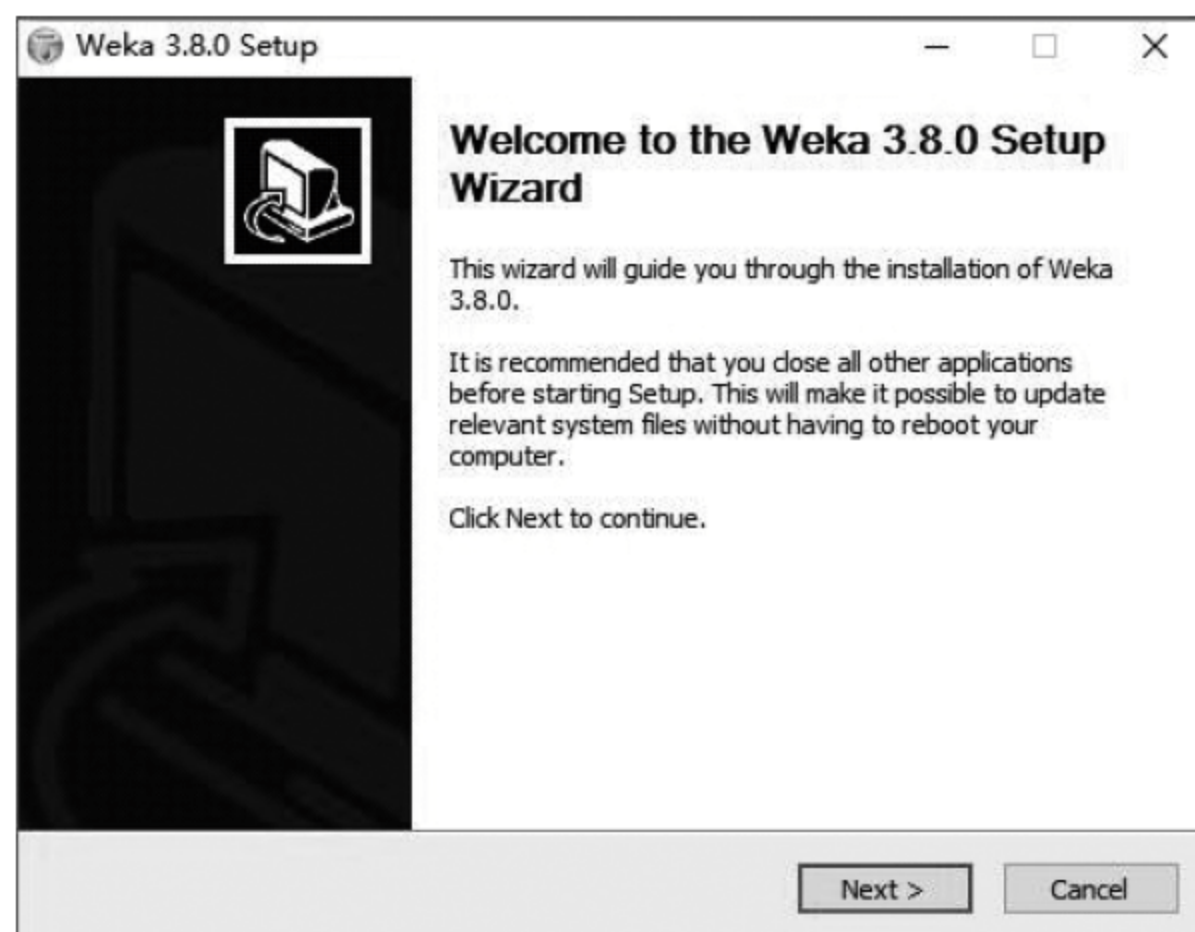 Weka 3.8.0 Setup
Welcome to the Weka 3.8.0 Setup
Wizard
This wizard will guide you through the installation of Weka
3.8.0.
It is recommended that you close all other applications
before starting Setup. This will make it possible to update
relevant system files without having to reboot your
computer.
Click Next to continue.
Next >
Cancel